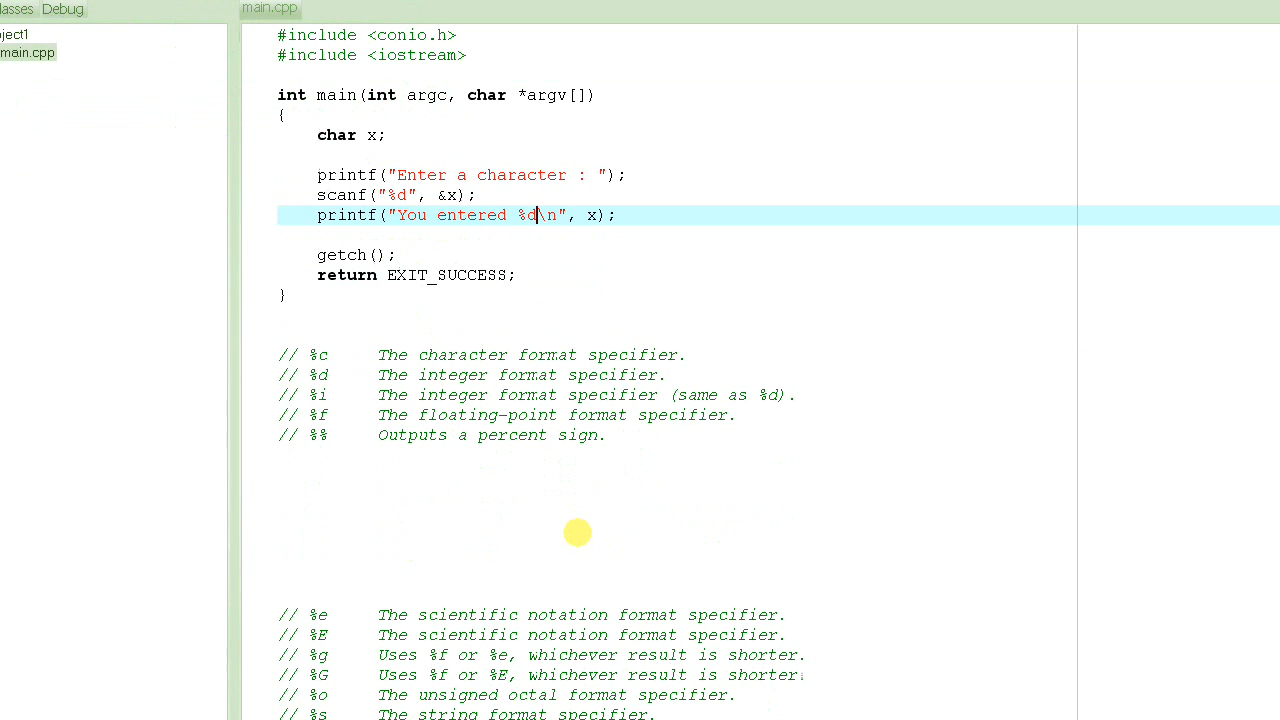 lasses Debug
main.cpp
ject1
main.cpp
#include <conio.h>
#include <iostream>
int main(int argc, char *argv[])
{
char x;
printf("Enter a character : ");
scanf("%d", &x);
printf("You entered %d\n", x);
getch();
return EXIT_SUCCESS;
}
// %c The character format specifier.
// %d The integer format specifier.
// %i The integer format specifier (same as %d).
// %f The floating-point format specifier.
// %% Outputs a percent sign.
// %e The scientific notation format specifier.
// %E The scientific notation format specifier.
// %g Uses %f or %e, whichever result is shorter.
// %G Uses %f or %E, whichever result is shorter.
// %o The unsigned octal format specifier.
// %s The string format specifier.